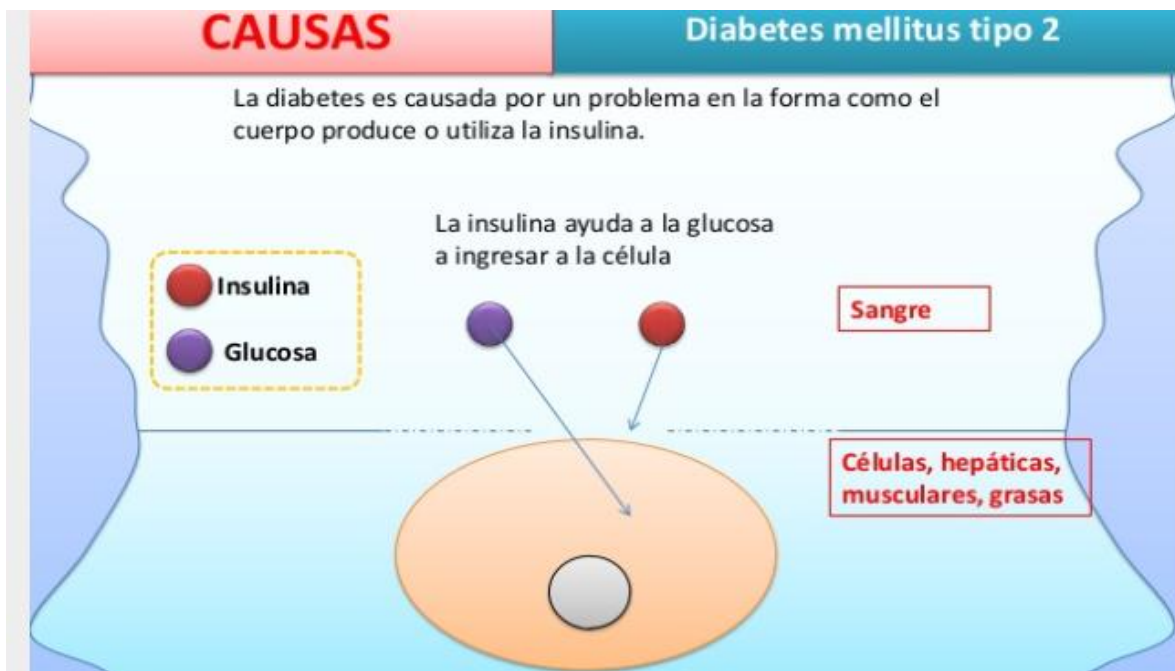 CAUSAS
Diabetes mellitus tipo 2
La diabetes es causada por un problema en la forma como el
cuerpo produce o utiliza la insulina.
La insulina ayuda a la glucosa
a ingresar a la célula
Insulina
Glucosa
Sangre
Células, hepáticas,
musculares, grasas